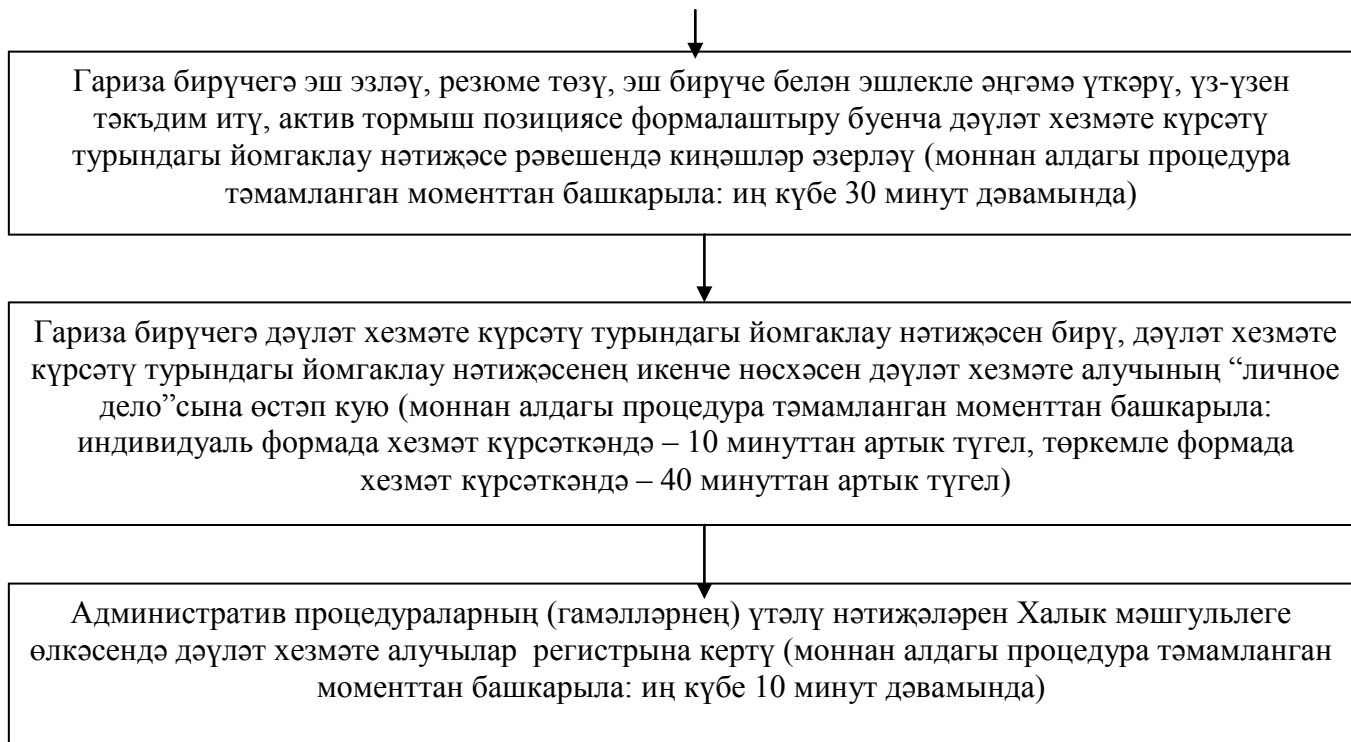 Гариза бирүчегә эш эзләү, резюме төзү, эш бирүче белән эшлекле әңгәмә үткәрү, үз-үзен
тәкъдим итү, актив тормыш позициясе формалаштыру буенча дәүләт хезмәте күрсәтү
турындагы йомгаклау нәтиҗәсе рәвешендә киңәшләр әзерләү (моннан алдагы процедура
тәмамланган моменттан башкарыла: иң күбе 30 минут дәвамында)
Гариза бирүчегә дәүләт хезмәте күрсәтү турындагы йомгаклау нәтиҗәсен бирү, дәүләт хезмәте
күрсәтү турындагы йомгаклау нәтиҗәсенең икенче нөсхәсен дәүләт хезмәте алучының “личное
дело”сына өстәп кую (моннан алдагы процедура тәмамланган моменттан башкарыла:
индивидуаль формада хезмәт күрсәткәндә – 10 минуттан артык түгел, төркемле формада
хезмәт күрсәткәндә – 40 минуттан артык түгел)
Административ процедураларның (гамәлләрнең) үтәлү нәтиҗәләрен Халык мәшгульлеге
өлкәсендә дәүләт хезмәте алучылар регистрына кертү (моннан алдагы процедура тәмамланган
моменттан башкарыла: иң күбе 10 минут дәвамында)